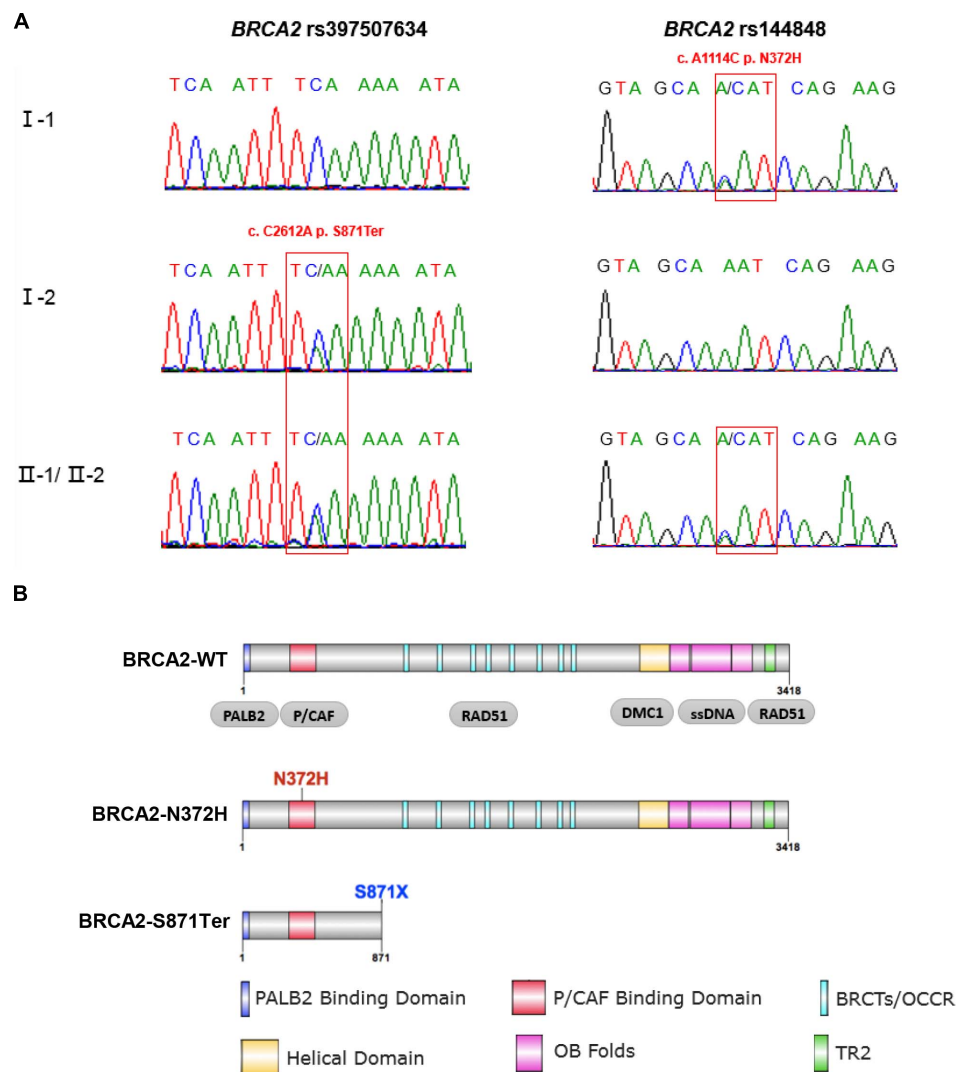 A
BRCA2 rs397507634 BRCA2 rs144848
c. A1114C p. N372H
TCA ATT TCA AAA ATA GTA GCA A/CAT CAG AAG
I-1
c. C2612A p. S871Ter
TCA ATT TC/AA AAA ATA GTA GCA AAT CAG AAG
I-2
TCA ATT TC/AA AAA ATA GTA GCA A/CAT CAG AAG
II-1/ II-2
B
BRCA2-WT
1 3418
PALB2 P/CAF RAD51 DMC1 ssDNA RAD51
N372H
BRCA2-N372H
1 3418
S871X
BRCA2-S871Ter
1 871
PALB2 Binding Domain P/CAF Binding Domain BRCTs/OCCR
Helical Domain OB Folds TR2